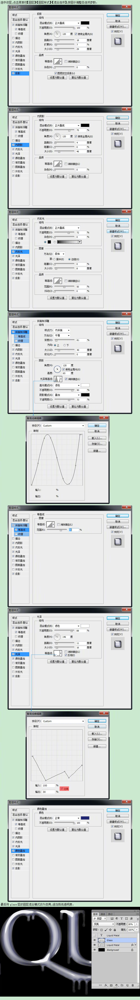 选中该层,点击菜单栏【图层】-【图层样式】-【混合选项】,按图示调整各选项参数。
图层样式
样式
混合选项:默认
斜面和浮雕
等高线
纹理
描边
内阴影
内发光
光泽
颜色叠加
渐变叠加
图案叠加
外发光
投影
投影
结构
混合模式(B): 正片叠底
不透明度(O): 100 %
角度(A): 120 度 使用全局光(G)
距离(D): 18 像素
扩展(R): 7 %
大小(S): 29 像素
品质
等高线: 消除锯齿(L)
杂色(N): 0 %
图层挖空投影(U)
设置为默认值 复位为默认值
确定
取消
新建样式(W)...
预览(V)
图层样式
样式
混合选项:默认
斜面和浮雕
等高线
纹理
描边
内阴影
内发光
光泽
颜色叠加
渐变叠加
图案叠加
外发光
投影
内阴影
结构
混合模式(B): 正片叠底
不透明度(O): 75 %
角度(A): 120 度 使用全局光(G)
距离(D): 4 像素
阻塞(C): 0 %
大小(S): 46 像素
品质
等高线: 消除锯齿(L)
杂色(N): 0 %
设置为默认值 复位为默认值
确定
取消
新建样式(W)...
预览(V)
图层样式
样式
混合选项:默认
斜面和浮雕
等高线
纹理
描边
内阴影
内发光
光泽
颜色叠加
渐变叠加
图案叠加
外发光
投影
内发光
结构
混合模式(B): 正片叠底
不透明度(O): 72 %
杂色(N): 0 %
图素
方法(Q): 柔和
源: 居中(E) 边缘(G)
阻塞(C): 0 %
大小(S): 8 像素
品质
等高线: 消除锯齿(L)
范围(R): 50 %
抖动(J): 0 %
设置为默认值 复位为默认值
确定
取消
新建样式(W)...
预览(V)
图层样式
样式
混合选项:默认
斜面和浮雕
等高线
纹理
描边
内阴影
内发光
光泽
颜色叠加
渐变叠加
图案叠加
外发光
投影
斜面和浮雕
结构
样式(T): 内斜面
方法(Q): 平滑
深度(D): 81 %
方向: 上 下
大小(Z): 40 像素
软化(F): 0 像素
阴影
角度(N): 120 度
使用全局光(G)
高度: 65 度
光泽等高线: 消除锯齿(L)
高光模式(H): 滤色
不透明度(O): 90 %
阴影模式(A): 叠加
不透明度(C): 73 %
设置为默认值 复位为默认值
确定
取消
新建样式(W)...
预览(V)
等高线编辑器
预设(P): Custom
映射
输入: %
输出: %
确定
取消
载入(L)...
存储(S)...
新建...
图层样式
样式
混合选项:默认
斜面和浮雕
等高线
纹理
描边
内阴影
内发光
光泽
颜色叠加
渐变叠加
图案叠加
外发光
投影
等高线
图素
等高线: 消除锯齿(L)
范围(R): %
确定
取消
新建样式(W)...
预览(V)
图层样式
样式
混合选项:默认
斜面和浮雕
等高线
纹理
描边
内阴影
内发光
光泽
颜色叠加
渐变叠加
图案叠加
外发光
投影
光泽
结构
混合模式(B): 滤色
不透明度(O): 88 %
角度(N): 146 度
距离(D): 11 像素
大小(S): 16 像素
等高线: 消除锯齿(L)
反相(I)
设置为默认值 复位为默认值
确定
取消
新建样式(W)...
预览(V)
等高线编辑器
预设(P): Custom
映射
输入: 100 %
输出: 30 %
边角
确定
取消
载入(L)...
存储(S)...
新建...
图层样式
样式
混合选项:默认
斜面和浮雕
等高线
纹理
描边
内阴影
内发光
光泽
颜色叠加
渐变叠加
图案叠加
外发光
投影
颜色叠加
颜色
混合模式(B): 正常
不透明度(O): 100 %
设置为默认值 复位为默认值
确定
取消
新建样式(W)...
预览(V)
最后将 glass 层的图层混合模式改为变亮,适当降低透明度。
图层 通道 路径
类型
变亮 不透明度: 28%
锁定: 填充: 100%
T Liquid Metal
Glass
Liquid Metal fx
Background